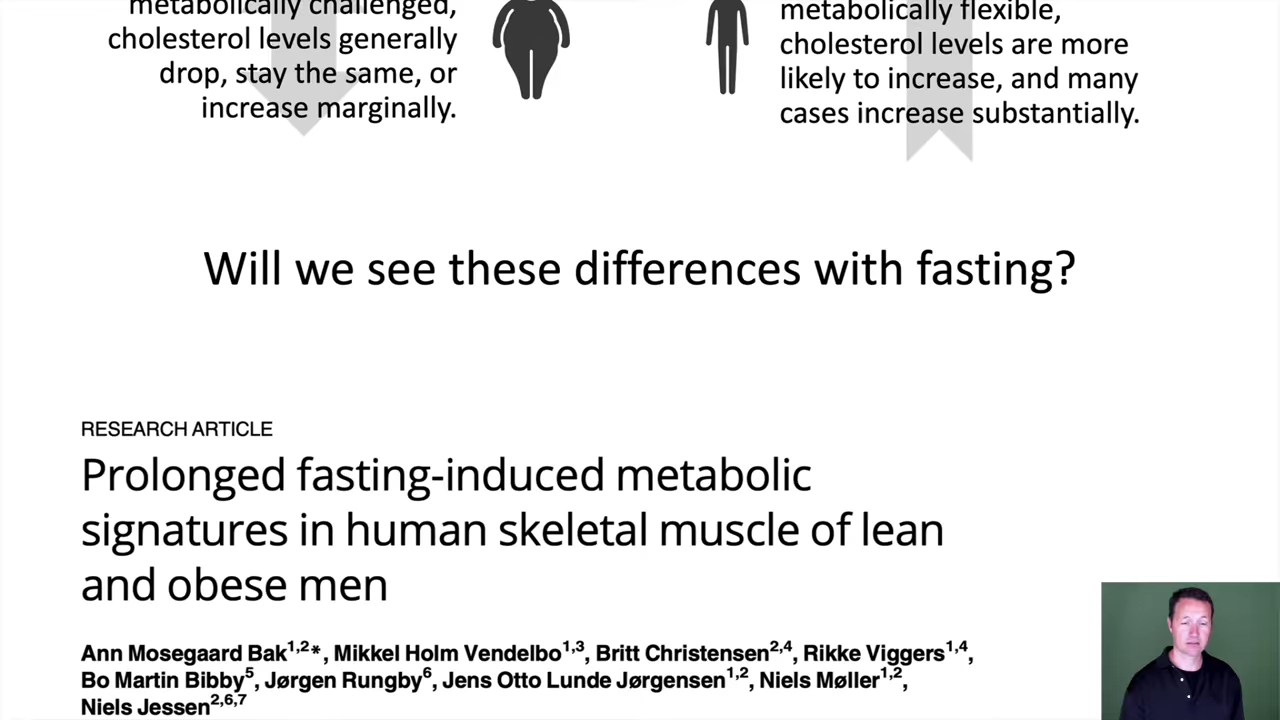 metabolically challenged,
cholesterol levels generally
drop, stay the same, or
increase marginally.
metabolically flexible,
cholesterol levels are more
likely to increase, and many
cases increase substantially.
Will we see these differences with fasting?
RESEARCH ARTICLE
Prolonged fasting-induced metabolic
signatures in human skeletal muscle of lean
and obese men
Ann Mosegaard Bak1,2*, Mikkel Holm Vendelbo1,3, Britt Christensen2,4, Rikke Viggers1,4,
Bo Martin Bibby5, Jørgen Rungby6, Jens Otto Lunde Jørgensen1,2, Niels Møller1,2,
Niels Jessen2,6,7